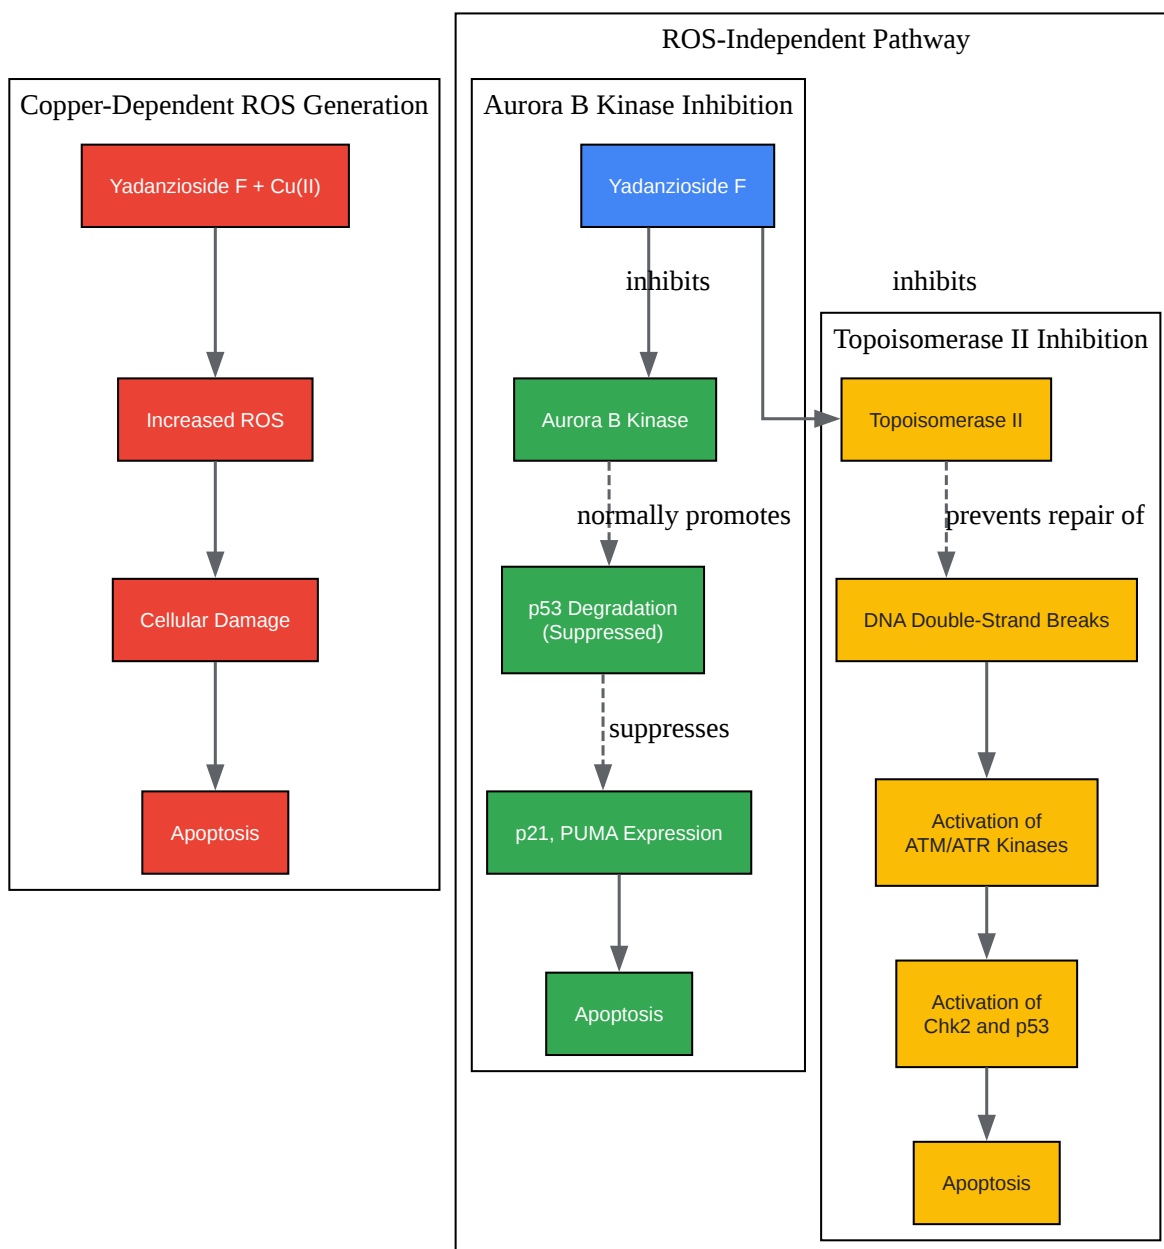 ROS-Independent Pathway
Copper-Dependent ROS Generation
Yadanzioside F + Cu(II)
Increased ROS
Cellular Damage
Apoptosis
Aurora B Kinase Inhibition
Yadanzioside F
inhibits
Aurora B Kinase
normally promotes
p53 Degradation
(Suppressed)
suppresses
p21, PUMA Expression
Apoptosis
inhibits
Topoisomerase II Inhibition
Topoisomerase II
prevents repair of
DNA Double-Strand Breaks
Activation of
ATM/ATR Kinases
Activation of
Chk2 and p53
Apoptosis